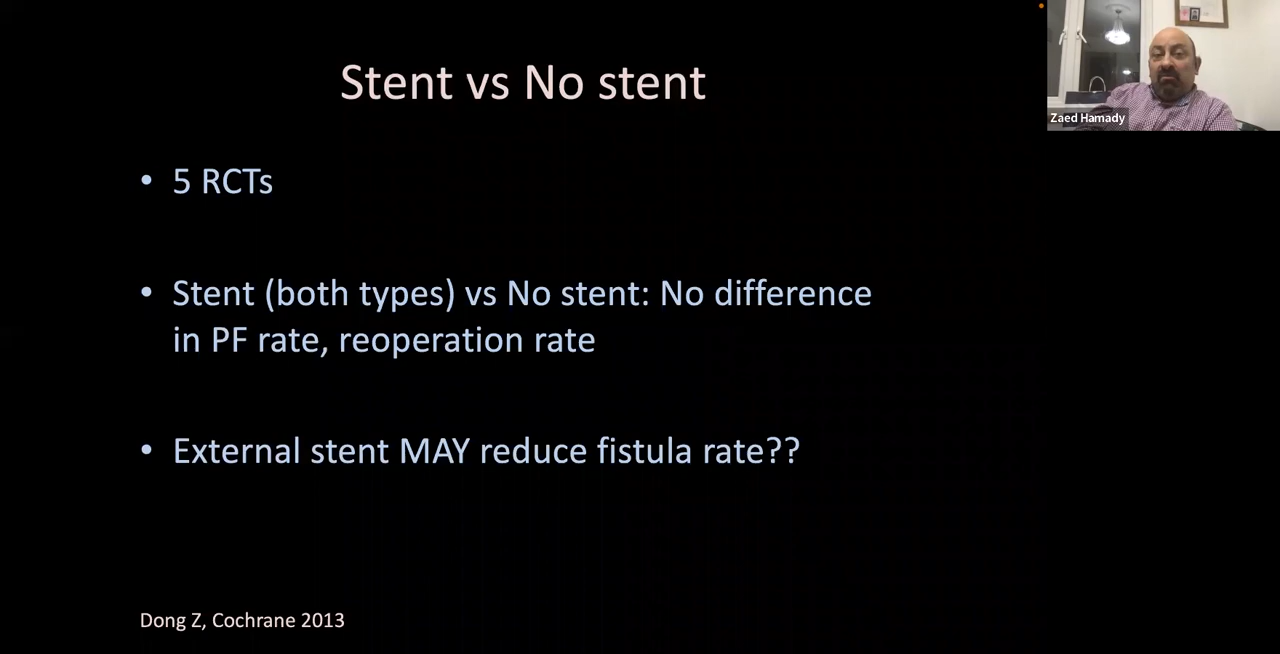 Stent vs No stent
Zaed Hamady
• 5 RCTs
• Stent (both types) vs No stent: No difference
in PF rate, reoperation rate
• External stent MAY reduce fistula rate??
Dong Z, Cochrane 2013